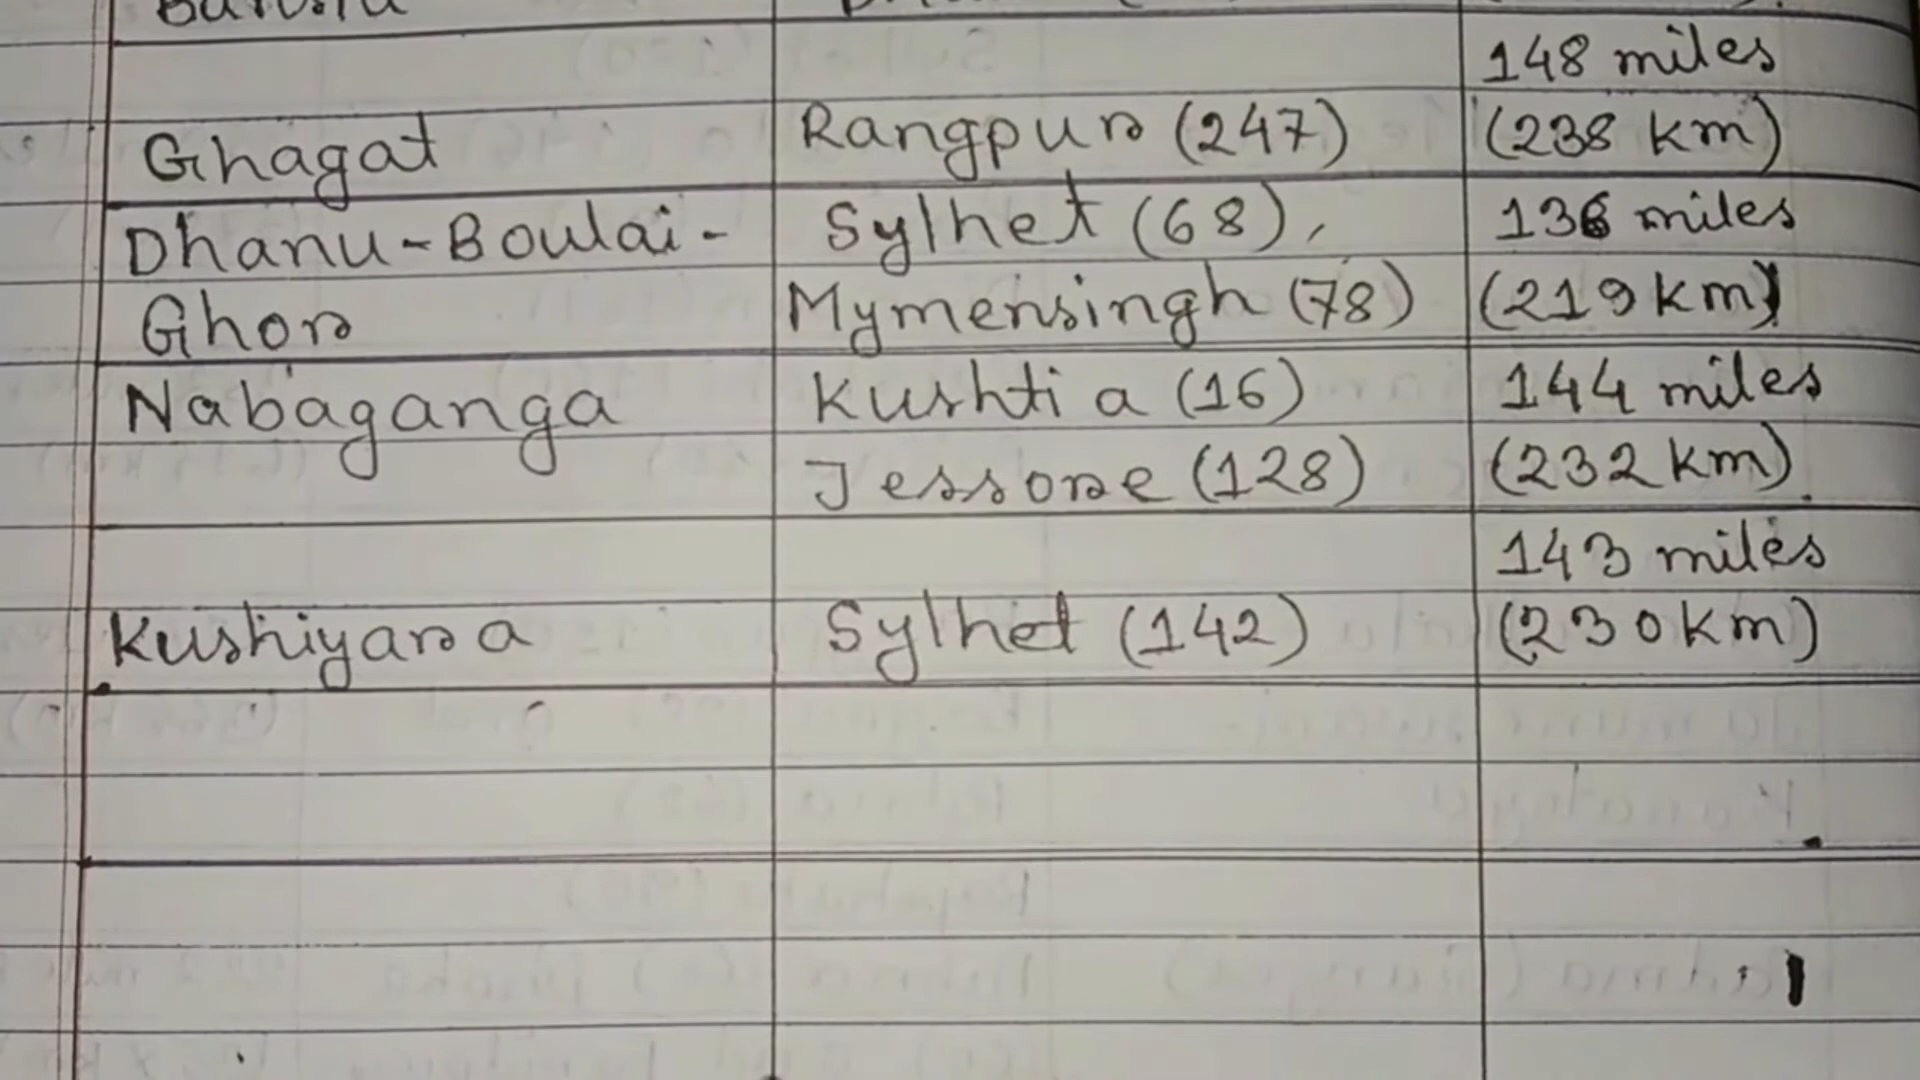 148 miles
Ghagat Rangpur (247) (238 km)
Dhanu-Boulai- Sylhet (68), 136 miles
Ghor Mymensingh (78) (219 km)
Nabaganga Kushtia (16) 144 miles
Jessore (128) (232 km)
143 miles
Kushiyara Sylhet (142) (230 km)